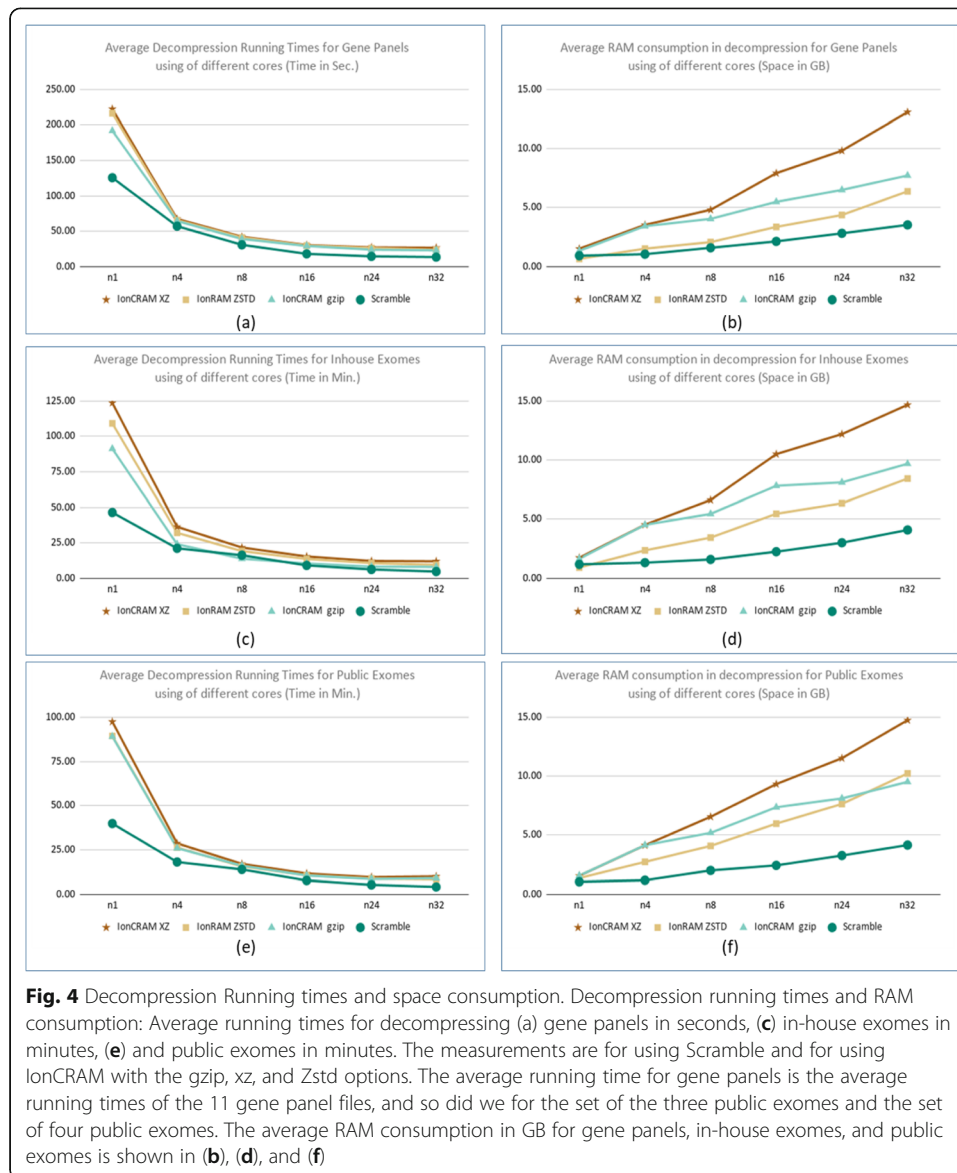 Average Decompression Running Times for Gene Panels
using of different cores (Time in Sec.)
250.00
200.00
150.00
100.00
50.00
0.00
n1 n4 n8 n16 n24 n32
IonCRAM XZ IonRAM ZSTD IonCRAM gzip Scramble
(a)
Average RAM consumption in decompression for Gene Panels
using of different cores (Space in GB)
15.00
10.00
5.00
0.00
n1 n4 n8 n16 n24 n32
IonCRAM XZ IonRAM ZSTD IonCRAM gzip Scramble
(b)
Average Decompression Running Times for Inhouse Exomes
using of different cores (Time in Min.)
125.00
100.00
75.00
50.00
25.00
0.00
n1 n4 n8 n16 n24 n32
IonCRAM XZ IonRAM ZSTD IonCRAM gzip Scramble
(c)
Average RAM consumption in decompression for Inhouse Exomes
using of different cores (Space in GB)
15.00
10.00
5.00
0.00
n1 n4 n8 n16 n24 n32
IonCRAM XZ IonRAM ZSTD IonCRAM gzip Scramble
(d)
Average Decompression Running Times for Public Exomes
using of different cores (Time in Min.)
100.00
75.00
50.00
25.00
0.00
n1 n4 n8 n16 n24 n32
IonCRAM XZ IonRAM ZSTD IonCRAM gzip Scramble
(e)
Average RAM consumption in decompression for Public Exomes
using of different cores (Space in GB)
15.00
10.00
5.00
0.00
n1 n4 n8 n16 n24 n32
IonCRAM XZ IonRAM ZSTD IonCRAM gzip Scramble
(f)
Fig. 4 Decompression Running times and space consumption. Decompression running times and RAM
consumption: Average running times for decompressing (a) gene panels in seconds, (c) in-house exomes in
minutes, (e) and public exomes in minutes. The measurements are for using Scramble and for using
IonCRAM with the gzip, xz, and Zstd options. The average running time for gene panels is the average
running times of the 11 gene panel files, and so did we for the set of the three public exomes and the set
of four public exomes. The average RAM consumption in GB for gene panels, in-house exomes, and public
exomes is shown in (b), (d), and (f)